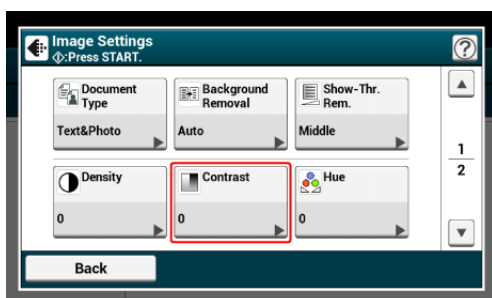 Image Settings
:Press START.
?
Document Type
Background Removal
Show-Thr. Rem.
Text&Photo
Auto
Middle
1
2
Density
Contrast
Hue
0
0
0
Back